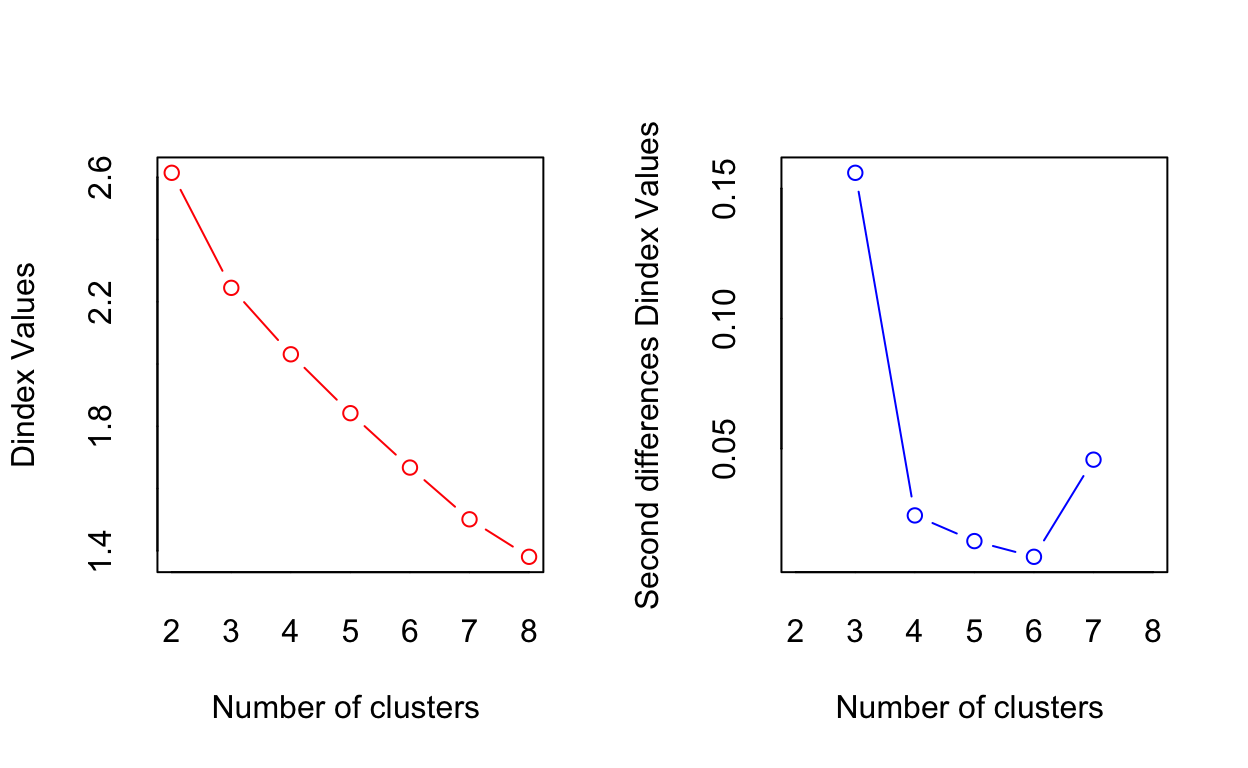 Dindex Values
2.6
2.2
1.8
1.4
2 3 4 5 6 7 8
Number of clusters
Second differences Dindex Values
0.15
0.10
0.05
2 3 4 5 6 7 8
Number of clusters